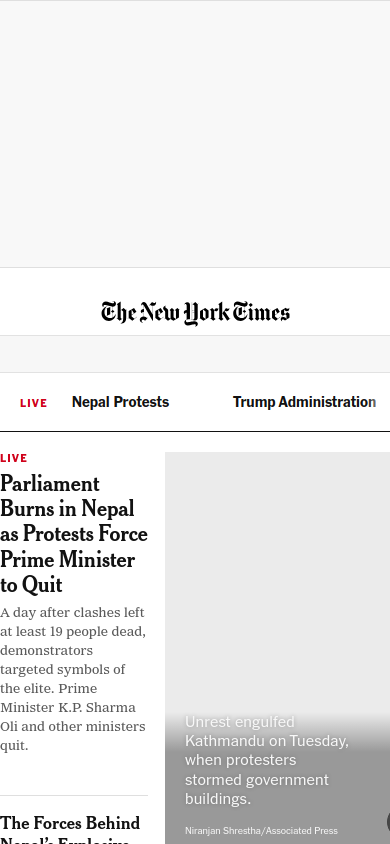 The New York Times
LIVE
Nepal Protests
Trump Administration
LIVE
Parliament
Burns in Nepal
as Protests Force
Prime Minister
to Quit
A day after clashes left
at least 19 people dead,
demonstrators
targeted symbols of
the elite. Prime
Minister K.P. Sharma
Oli and other ministers
quit.
Unrest engulfed
Kathmandu on Tuesday,
when protesters
stormed government
buildings.
Niranjan Shrestha/Associated Press
The Forces Behind
Nepal's Explosive